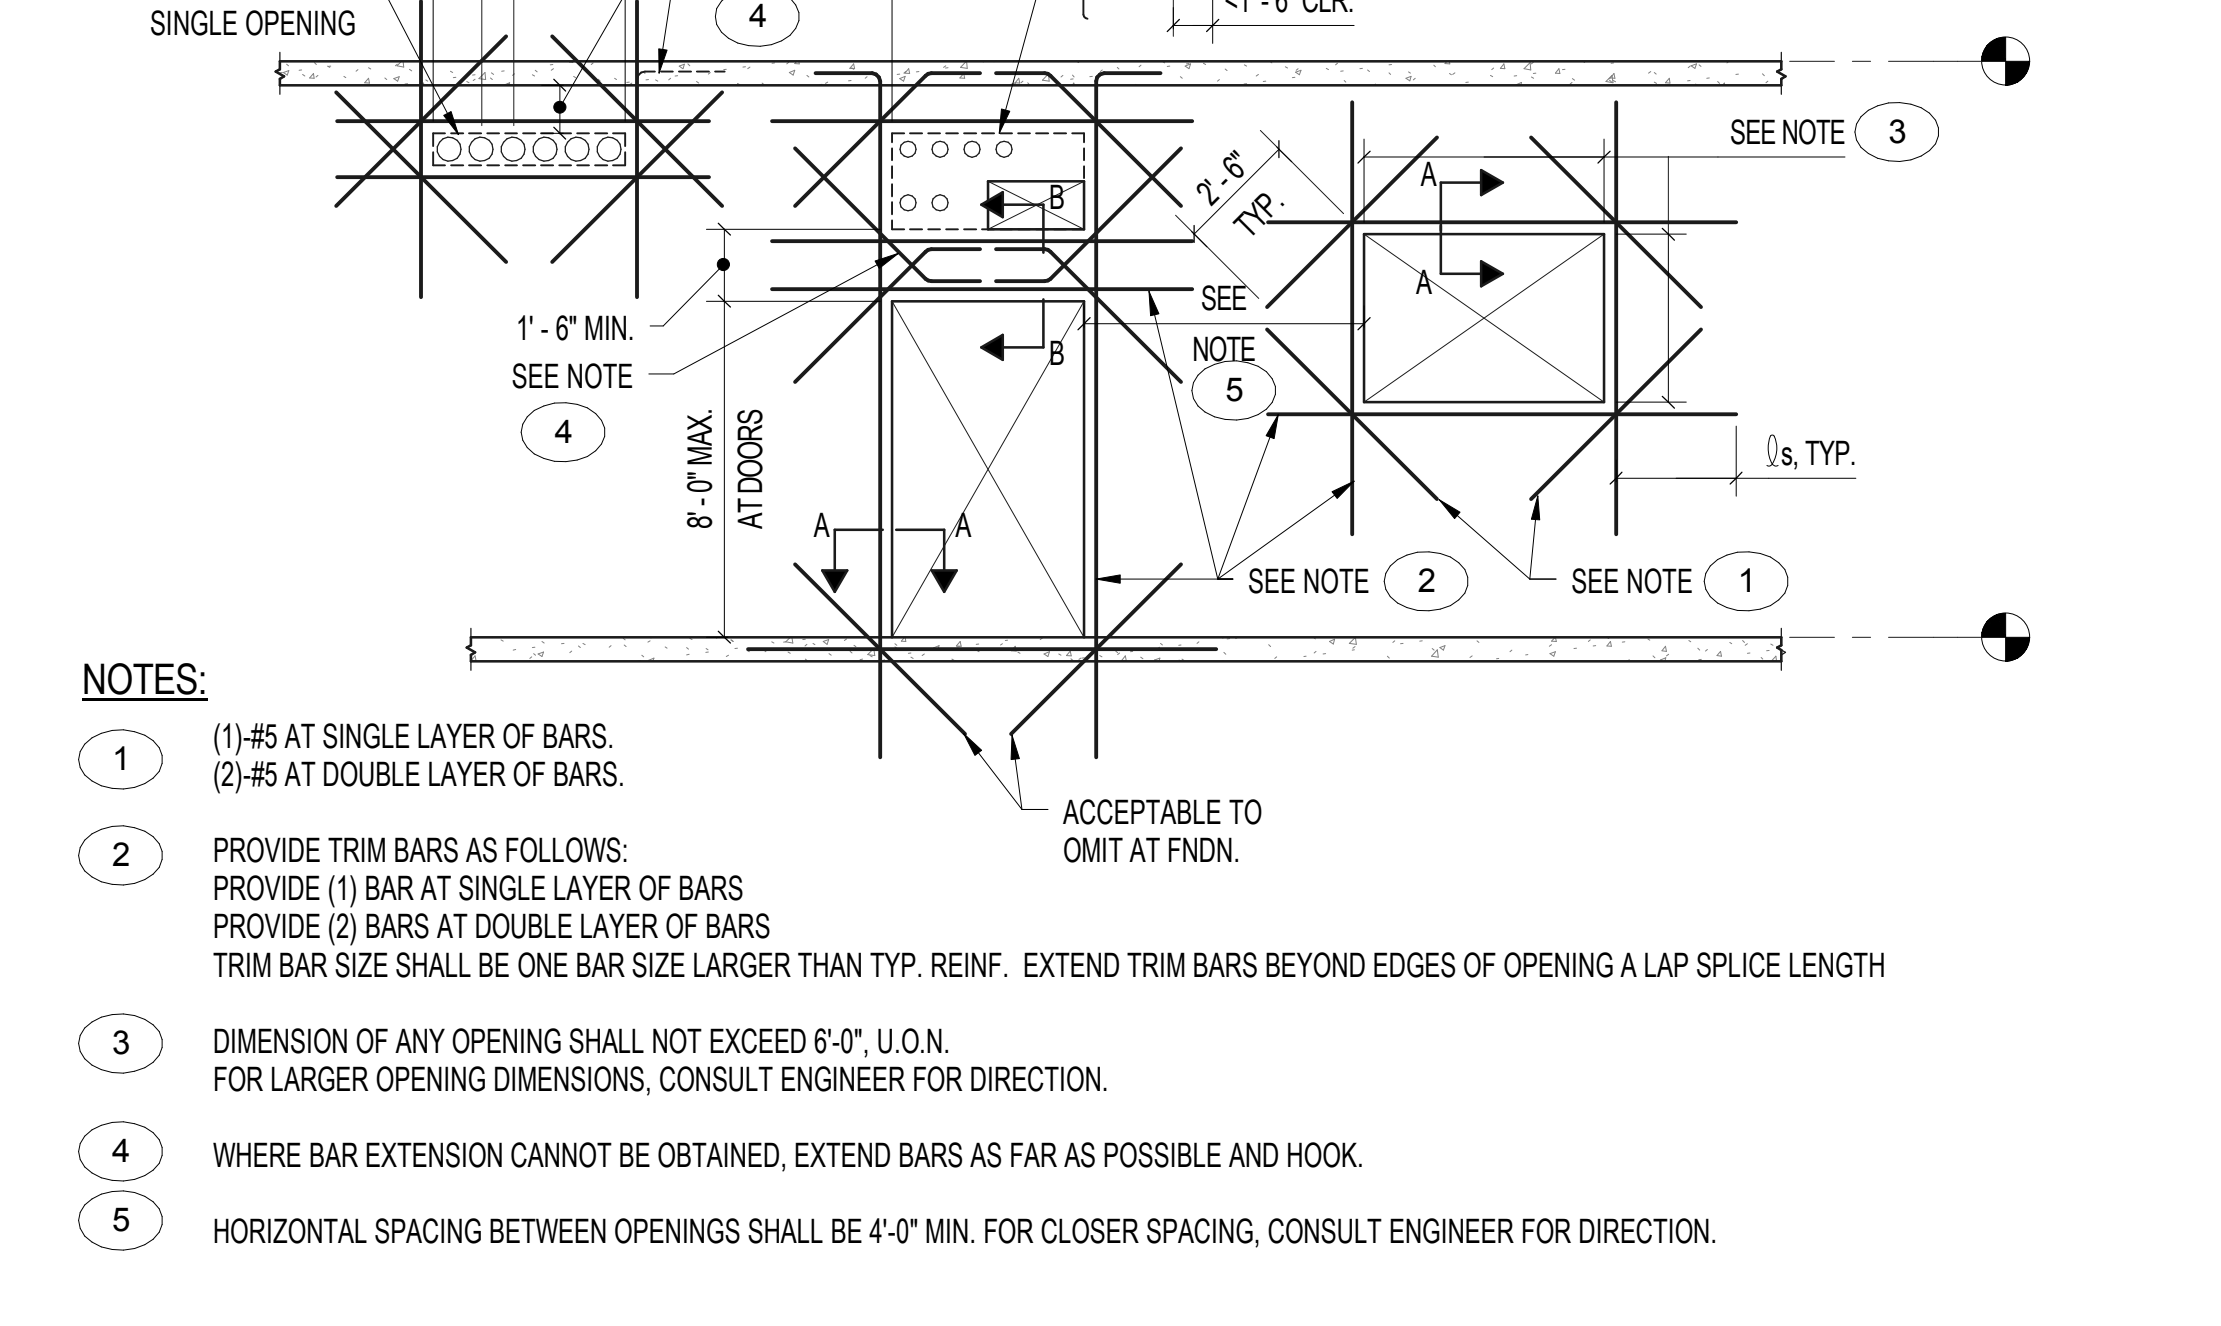 SINGLE OPENING
4
<1' - 6" CLR.
SEE NOTE 3
A
2' - 6"
TYP.
B
A
SEE
NOTE
5
1' - 6" MIN.
SEE NOTE
4
B
8' - 0" MAX.
AT DOORS
ℓs, TYP.
A A
SEE NOTE 2
SEE NOTE 1
NOTES:
1 (1)-#5 AT SINGLE LAYER OF BARS.
(2)-#5 AT DOUBLE LAYER OF BARS.
ACCEPTABLE TO
OMIT AT FNDN.
2 PROVIDE TRIM BARS AS FOLLOWS:
PROVIDE (1) BAR AT SINGLE LAYER OF BARS
PROVIDE (2) BARS AT DOUBLE LAYER OF BARS
TRIM BAR SIZE SHALL BE ONE BAR SIZE LARGER THAN TYP. REINF. EXTEND TRIM BARS BEYOND EDGES OF OPENING A LAP SPLICE LENGTH
3 DIMENSION OF ANY OPENING SHALL NOT EXCEED 6'-0", U.O.N.
FOR LARGER OPENING DIMENSIONS, CONSULT ENGINEER FOR DIRECTION.
4 WHERE BAR EXTENSION CANNOT BE OBTAINED, EXTEND BARS AS FAR AS POSSIBLE AND HOOK.
5 HORIZONTAL SPACING BETWEEN OPENINGS SHALL BE 4'-0" MIN. FOR CLOSER SPACING, CONSULT ENGINEER FOR DIRECTION.